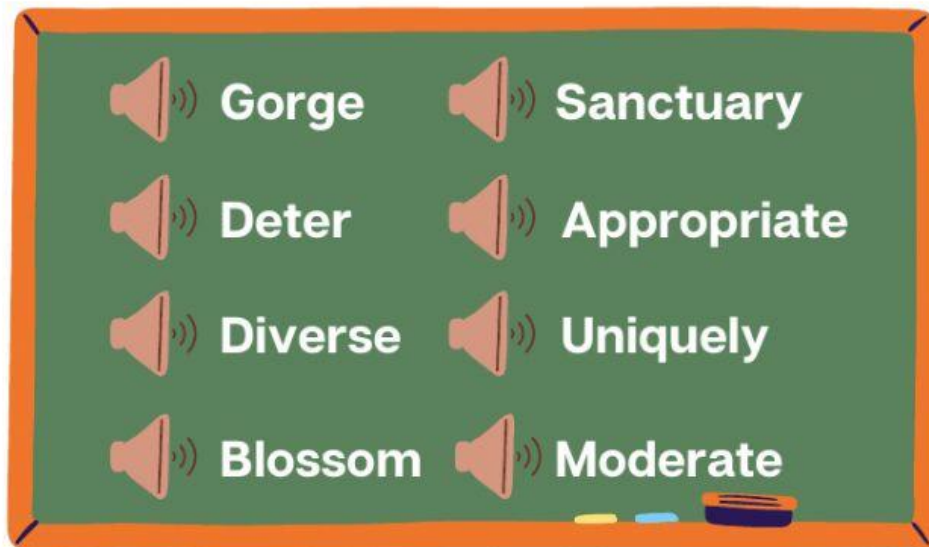 Gorge Sanctuary
Deter Appropriate
Diverse Uniquely
Blossom Moderate